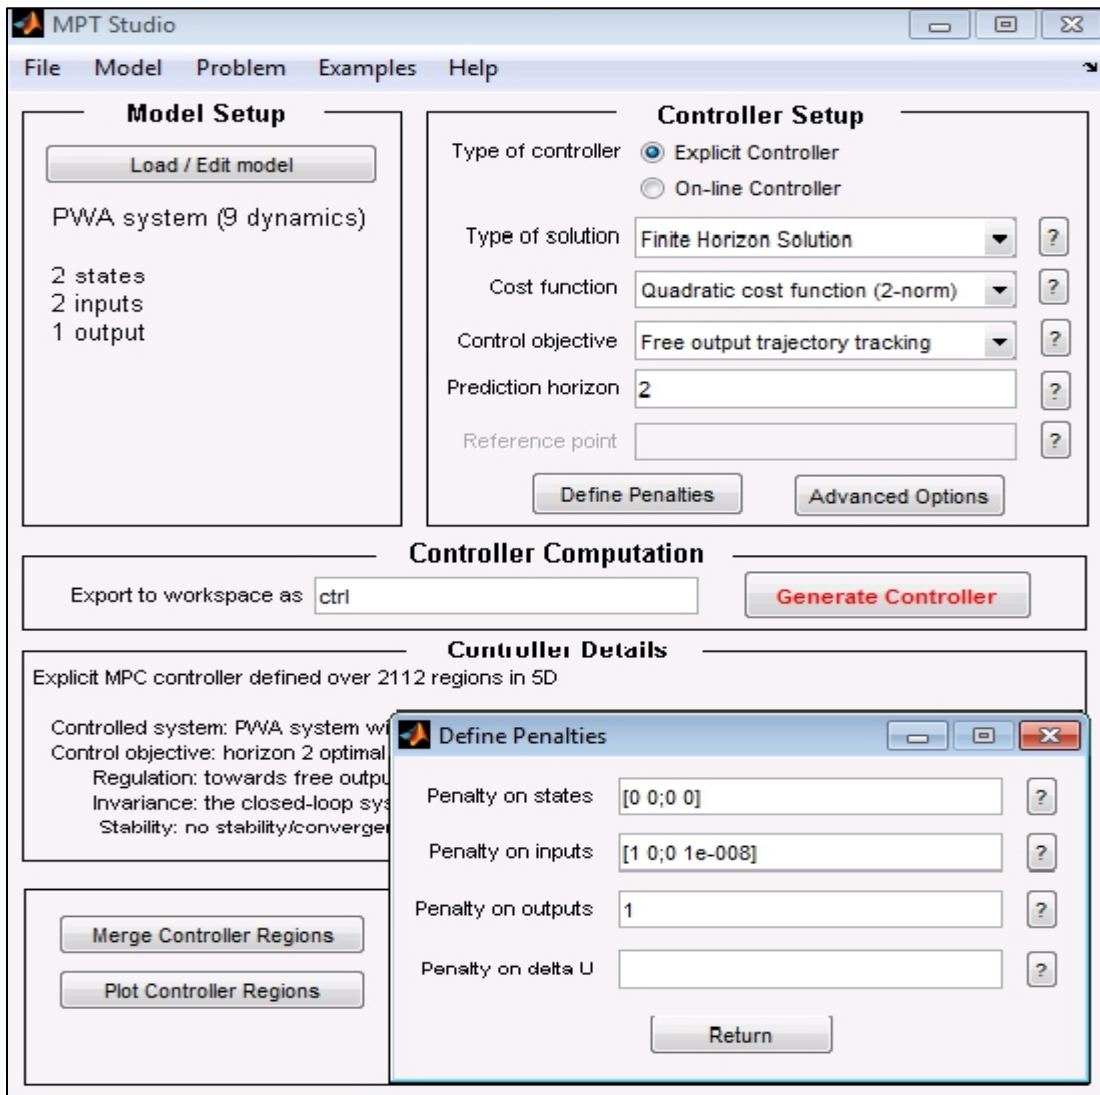 MPT Studio
File Model Problem Examples Help
Model Setup
Load / Edit model
PWA system (9 dynamics)
2 states
2 inputs
1 output
Controller Setup
Type of controller Explicit Controller
On-line Controller
Type of solution Finite Horizon Solution ?
Cost function Quadratic cost function (2-norm) ?
Control objective Free output trajectory tracking ?
Prediction horizon 2 ?
Reference point ?
Define Penalties Advanced Options
Controller Computation
Export to workspace as ctrl Generate Controller
Controller Details
Explicit MPC controller defined over 2112 regions in 5D
Controlled system: PWA system wi
Control objective: horizon 2 optimal
Regulation: towards free outpu
Invariance: the closed-loop sys
Stability: no stability/converger
Merge Controller Regions
Plot Controller Regions
Define Penalties
Penalty on states [0 0;0 0] ?
Penalty on inputs [1 0;0 1e-008] ?
Penalty on outputs 1 ?
Penalty on delta U ?
Return